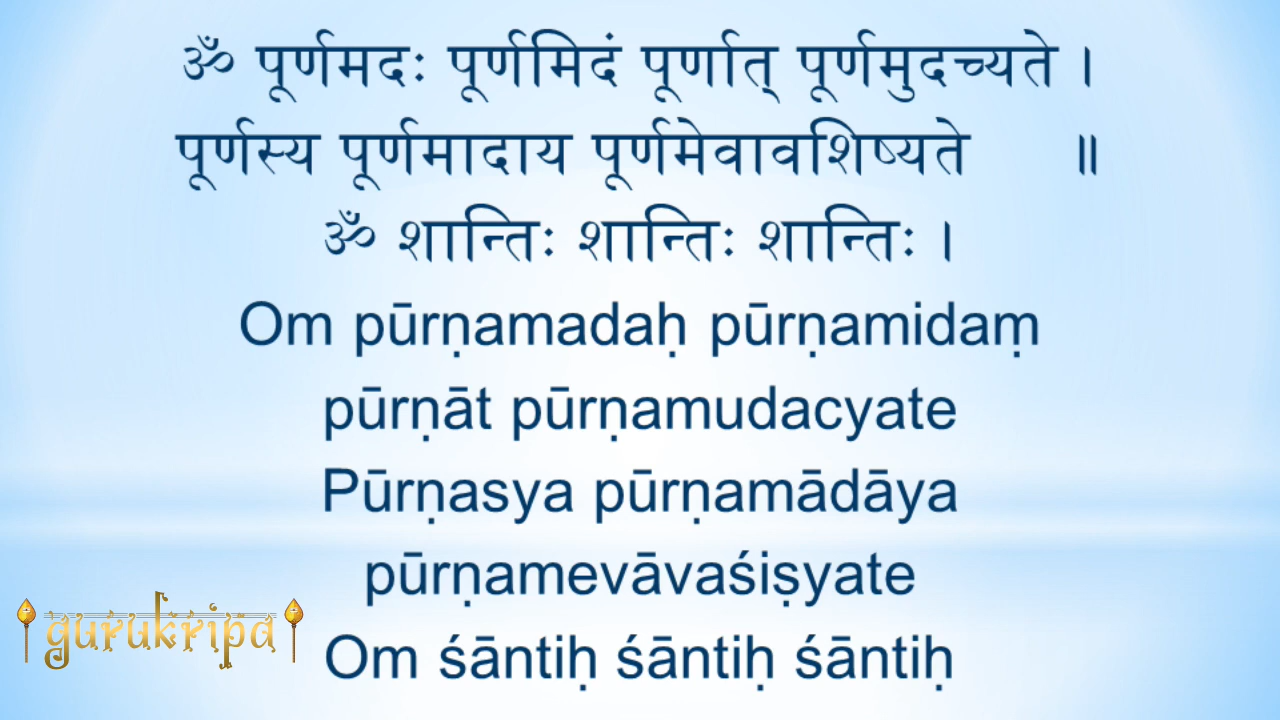 ॐ पूर्णमदः पूर्णमिदं पूर्णात् पूर्णमुदच्यते ।
पूर्णस्य पूर्णमादाय पूर्णमेवावशिष्यते ॥
ॐ शान्तिः शान्तिः शान्तिः ।
Om pūrṇamadaḥ pūrṇamidaṃ
pūrṇāt pūrṇamudacyate
Pūrṇasya pūrṇamādāya
pūrṇamevāvaśiṣyate
Om śāntiḥ śāntiḥ śāntiḥ
gurukripa